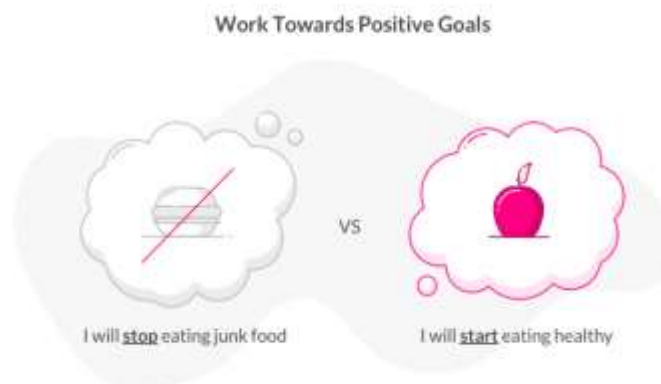 Work Towards Positive Goals
VS
I will stop eating junk food
I will start eating healthy